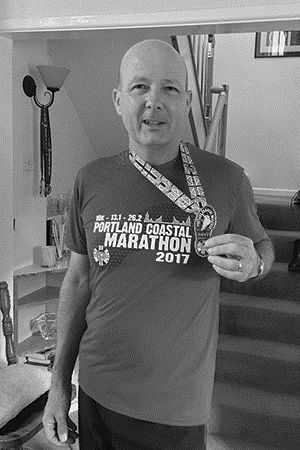 10K - 13.1 - 26.2
PORTLAND COASTAL
MARATHON
2017